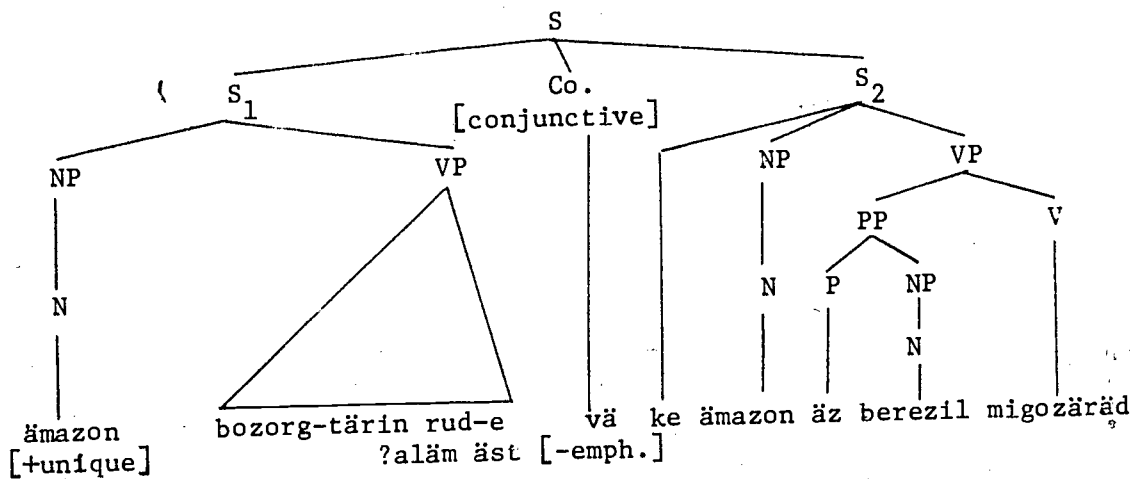 S
S1 Co. S2
[conjunctive]
NP VP NP VP
PP V
N N P NP
N
ämazon bozorg-tärin rud-e vä ke ämazon äz berezil migozäräd
[+unique] ?aläm äst [-emph.]